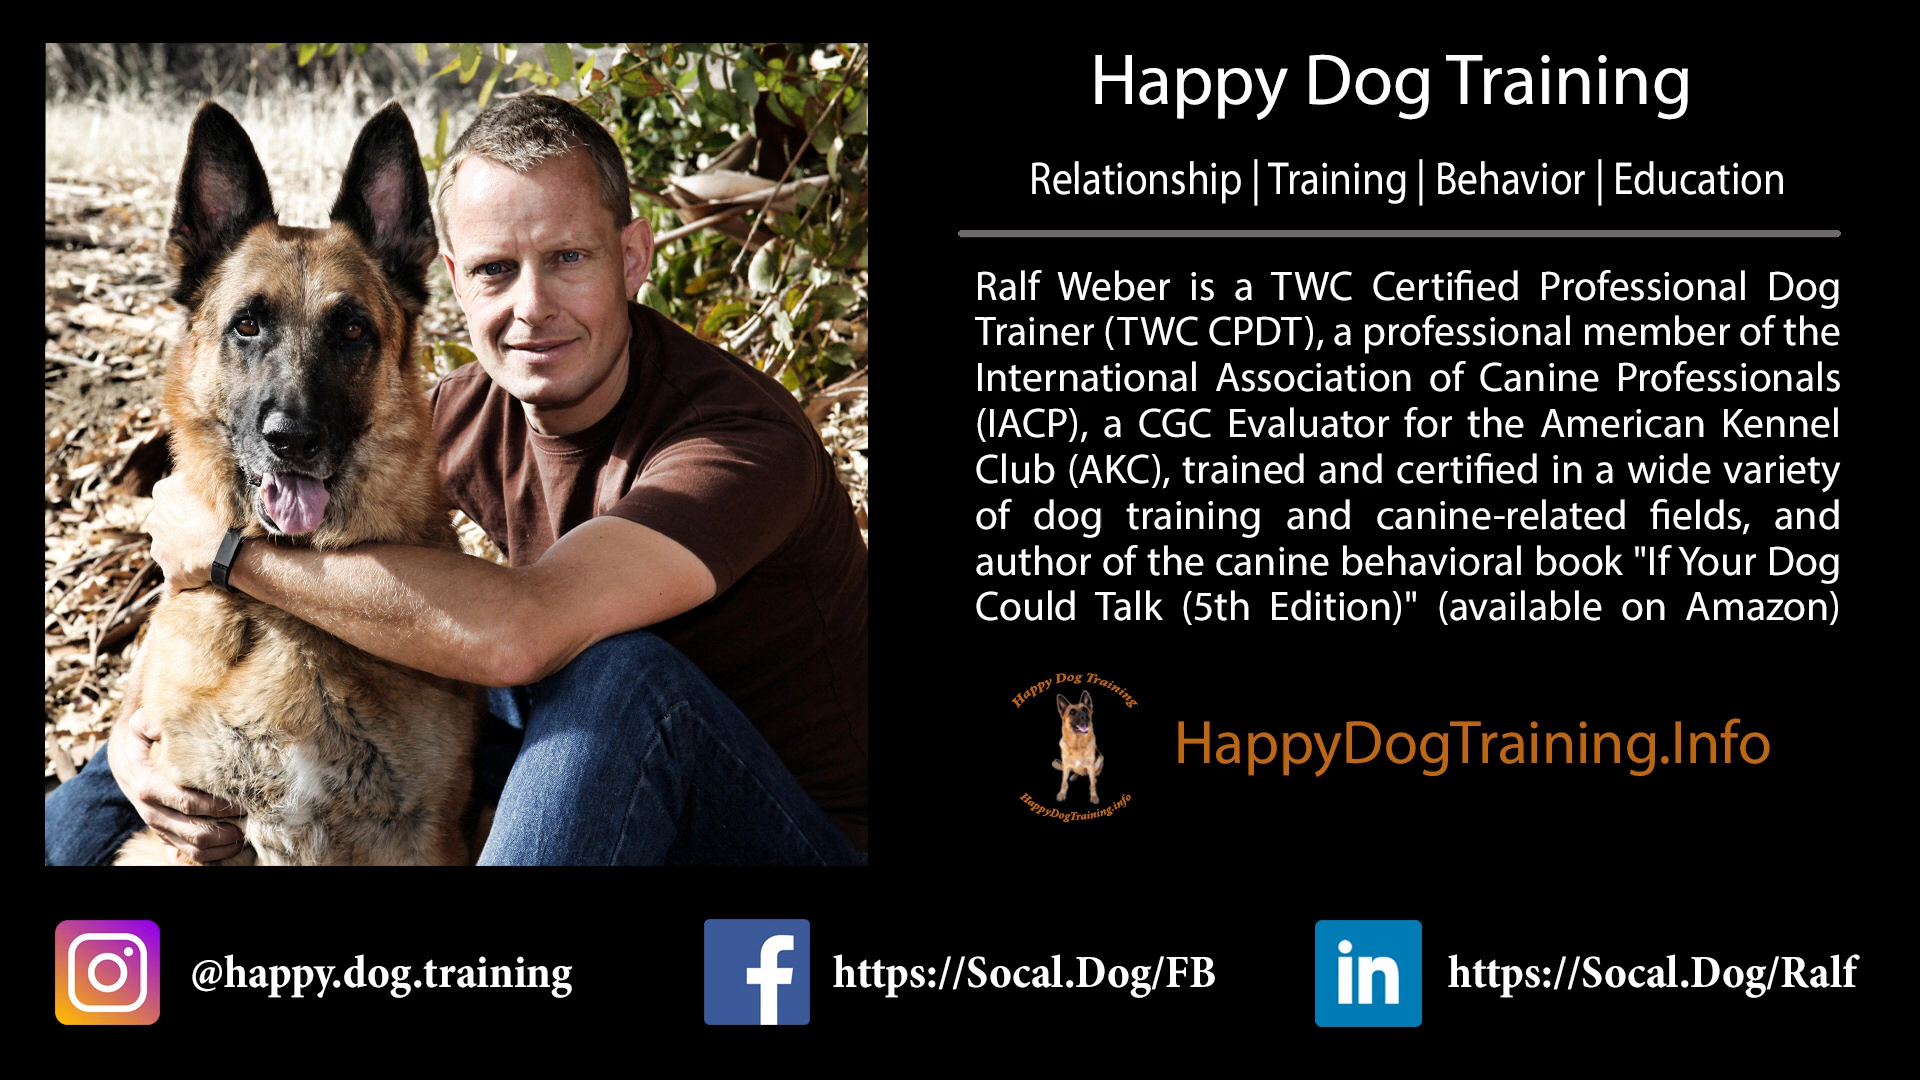 Happy Dog Training
Relationship | Training | Behavior | Education
Ralf Weber is a TWC Certified Professional Dog
Trainer (TWC CPDT), a professional member of the
International Association of Canine Professionals
(IACP), a CGC Evaluator for the American Kennel
Club (AKC), trained and certified in a wide variety
of dog training and canine-related fields, and
author of the canine behavioral book "If Your Dog
Could Talk (5th Edition)" (available on Amazon)
Happy Dog Training
HappyDogTraining.info
HappyDogTraining.Info
@happy.dog.training
https://Socal.Dog/FB
https://Socal.Dog/Ralf